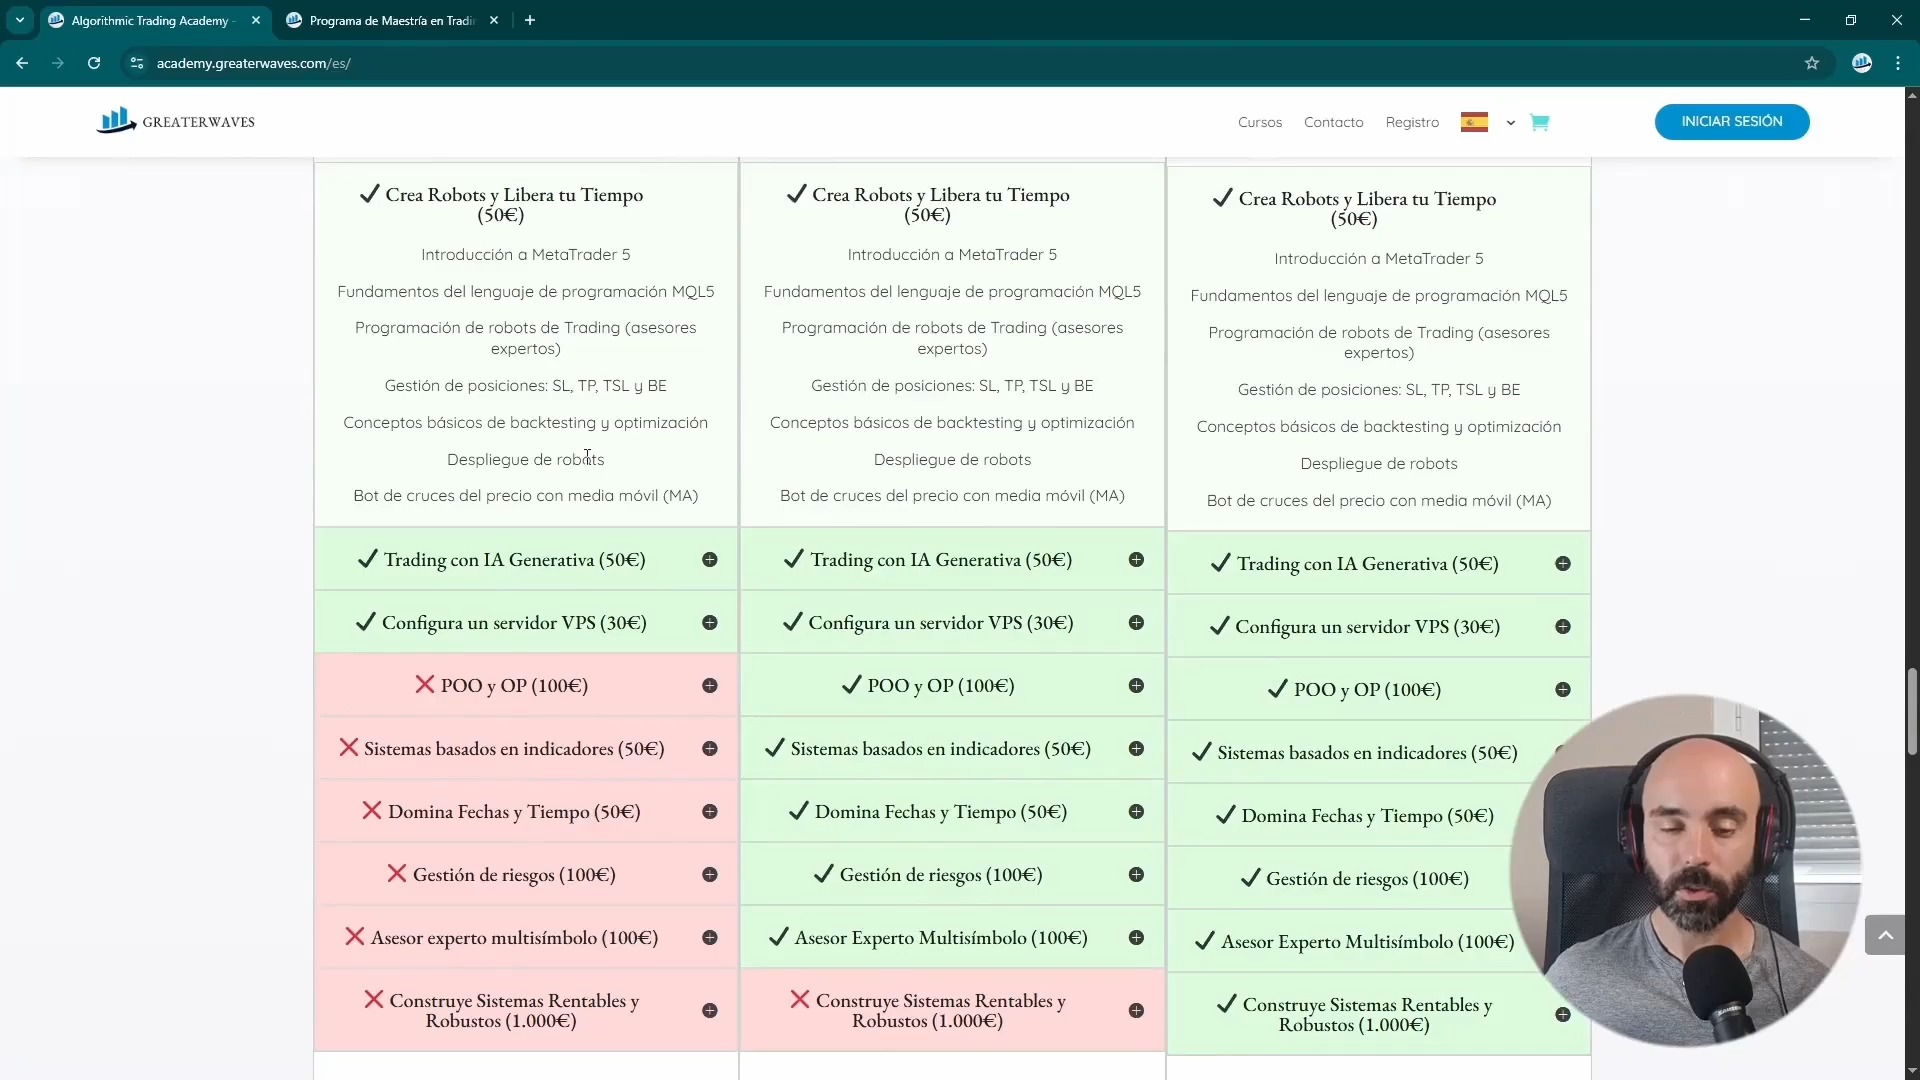 Algorithmic Trading Academy -
Programa de Maestría en Tradi
academy.greaterwaves.com/es/
GREATERWAVES
Cursos
Contacto
Registro
INICIAR SESIÓN
Crea Robots y Libera tu Tiempo
(50€)
Introducción a MetaTrader 5
Fundamentos del lenguaje de programación MQL5
Programación de robots de Trading (asesores
expertos)
Gestión de posiciones: SL, TP, TSL y BE
Conceptos básicos de backtesting y optimización
Despliegue de robots
Bot de cruces del precio con media móvil (MA)
Trading con IA Generativa (50€)
Configura un servidor VPS (30€)
POO y OP (100€)
Sistemas basados en indicadores (50€)
Domina Fechas y Tiempo (50€)
Gestión de riesgos (100€)
Asesor experto multisímbolo (100€)
Construye Sistemas Rentables y
Robustos (1.000€)
Crea Robots y Libera tu Tiempo
(50€)
Introducción a MetaTrader 5
Fundamentos del lenguaje de programación MQL5
Programación de robots de Trading (asesores
expertos)
Gestión de posiciones: SL, TP, TSL y BE
Conceptos básicos de backtesting y optimización
Despliegue de robots
Bot de cruces del precio con media móvil (MA)
Trading con IA Generativa (50€)
Configura un servidor VPS (30€)
POO y OP (100€)
Sistemas basados en indicadores (50€)
Domina Fechas y Tiempo (50€)
Gestión de riesgos (100€)
Asesor Experto Multisímbolo (100€)
Construye Sistemas Rentables y
Robustos (1.000€)
Crea Robots y Libera tu Tiempo
(50€)
Introducción a MetaTrader 5
Fundamentos del lenguaje de programación MQL5
Programación de robots de Trading (asesores
expertos)
Gestión de posiciones: SL, TP, TSL y BE
Conceptos básicos de backtesting y optimización
Despliegue de robots
Bot de cruces del precio con media móvil (MA)
Trading con IA Generativa (50€)
Configura un servidor VPS (30€)
POO y OP (100€)
Sistemas basados en indicadores (50€)
Domina Fechas y Tiempo (50€)
Gestión de riesgos (100€)
Asesor Experto Multisímbolo (100€)
Construye Sistemas Rentables y
Robustos (1.000€)